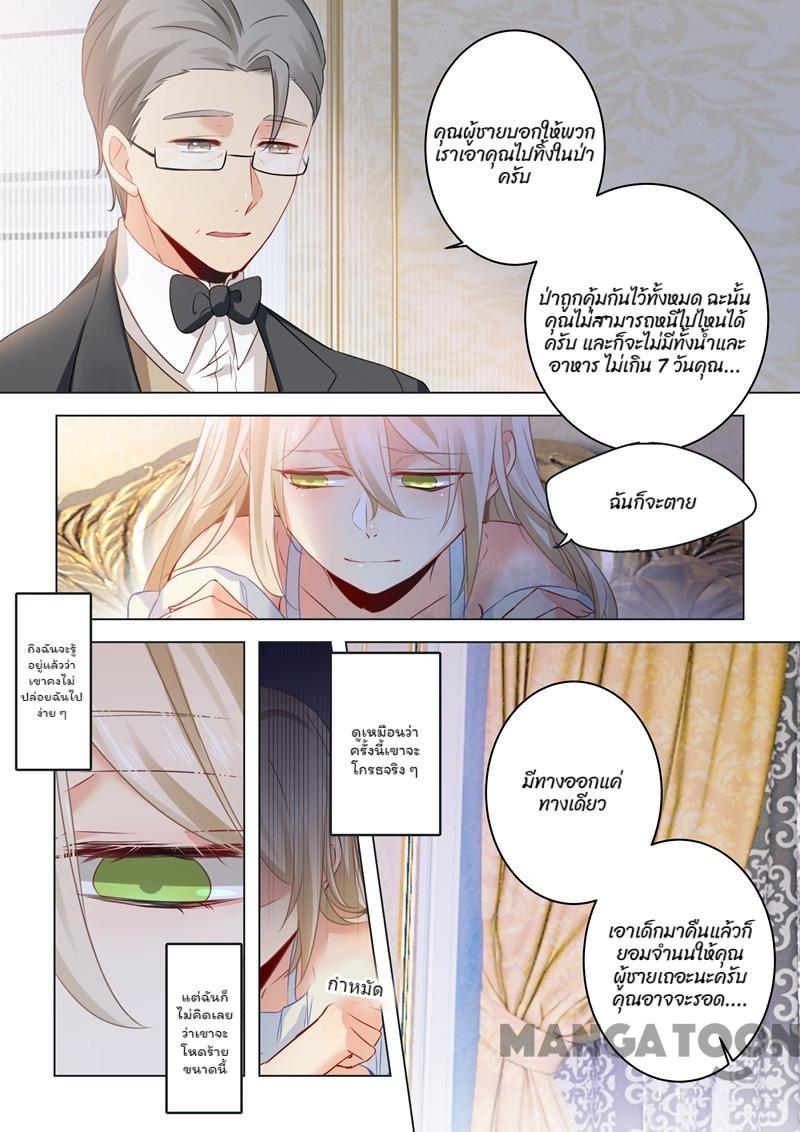 คุณผู้ชายบอกให้พวก
เราเอาคุณไปทิ้งในป่า
ครับ
ป่าถูกคุ้มกันไว้ทั้งหมด ฉะนั้น
คุณไม่สามารถหนีไปไหนได้
ครับ และก็จะไม่มีทั้งน้ำและ
อาหาร ไม่เกิน 7 วันคุณ...
ฉันก็จะตาย
ถึงฉันจะรู้
อยู่แล้วว่า
เขาคงไม่
ปล่อยฉันไป
ง่าย ๆ
แต่ฉันก็
ไม่คิดเลย
ว่าเขาจะ
โหดร้าย
ขนาดนี้
ดูเหมือนว่า
ครั้งนี้เขาจะ
โกรธจริง ๆ
กำหมัด
มีทางออกแค่
ทางเดียว
เอาเด็กมาคืนแล้วก็
ยอมจำนนให้คุณ
ผู้ชายเถอะนะครับ
คุณอาจจะรอด....
MANGATOON